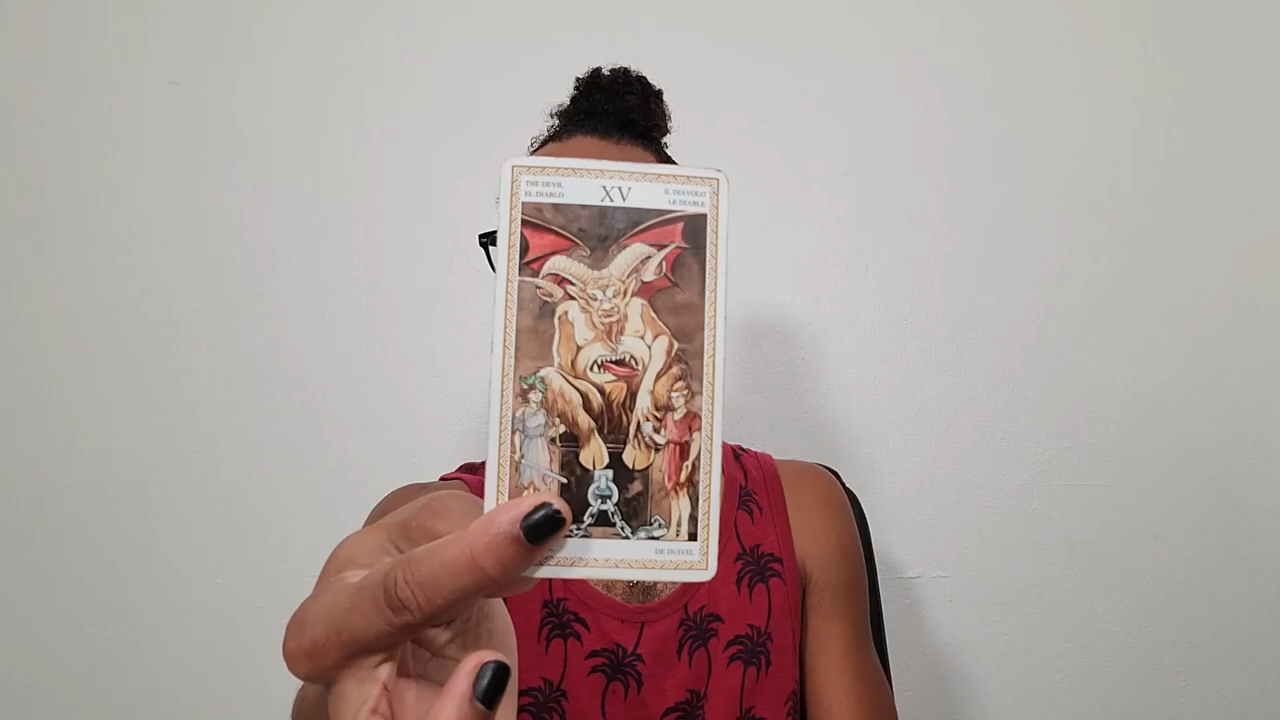 THE DEVIL
EL DIABLO
XV
IL DIAVOLO
LE DIABLE
DE DUIVEL